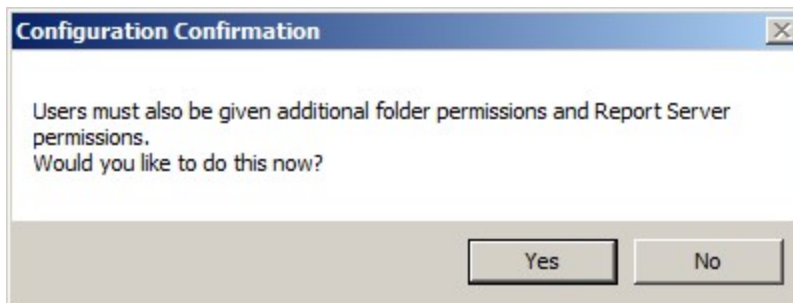 Configuration Confirmation
Users must also be given additional folder permissions and Report Server
permissions.
Would you like to do this now?
Yes
No